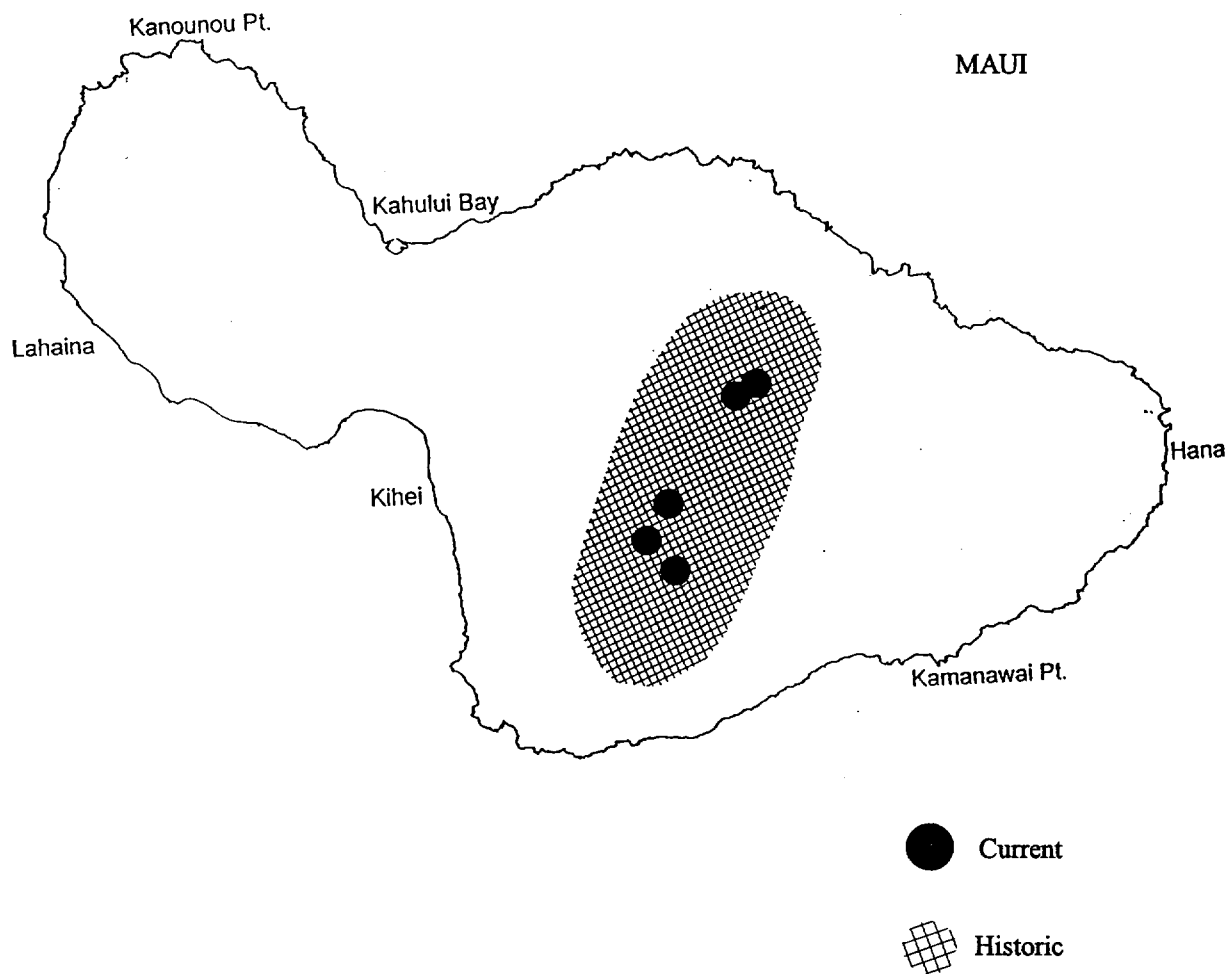 Kanounou Pt.
MAUI
Kahului Bay
Lahaina
Kihei
Hana
Kamanawai Pt.
Current
Historic